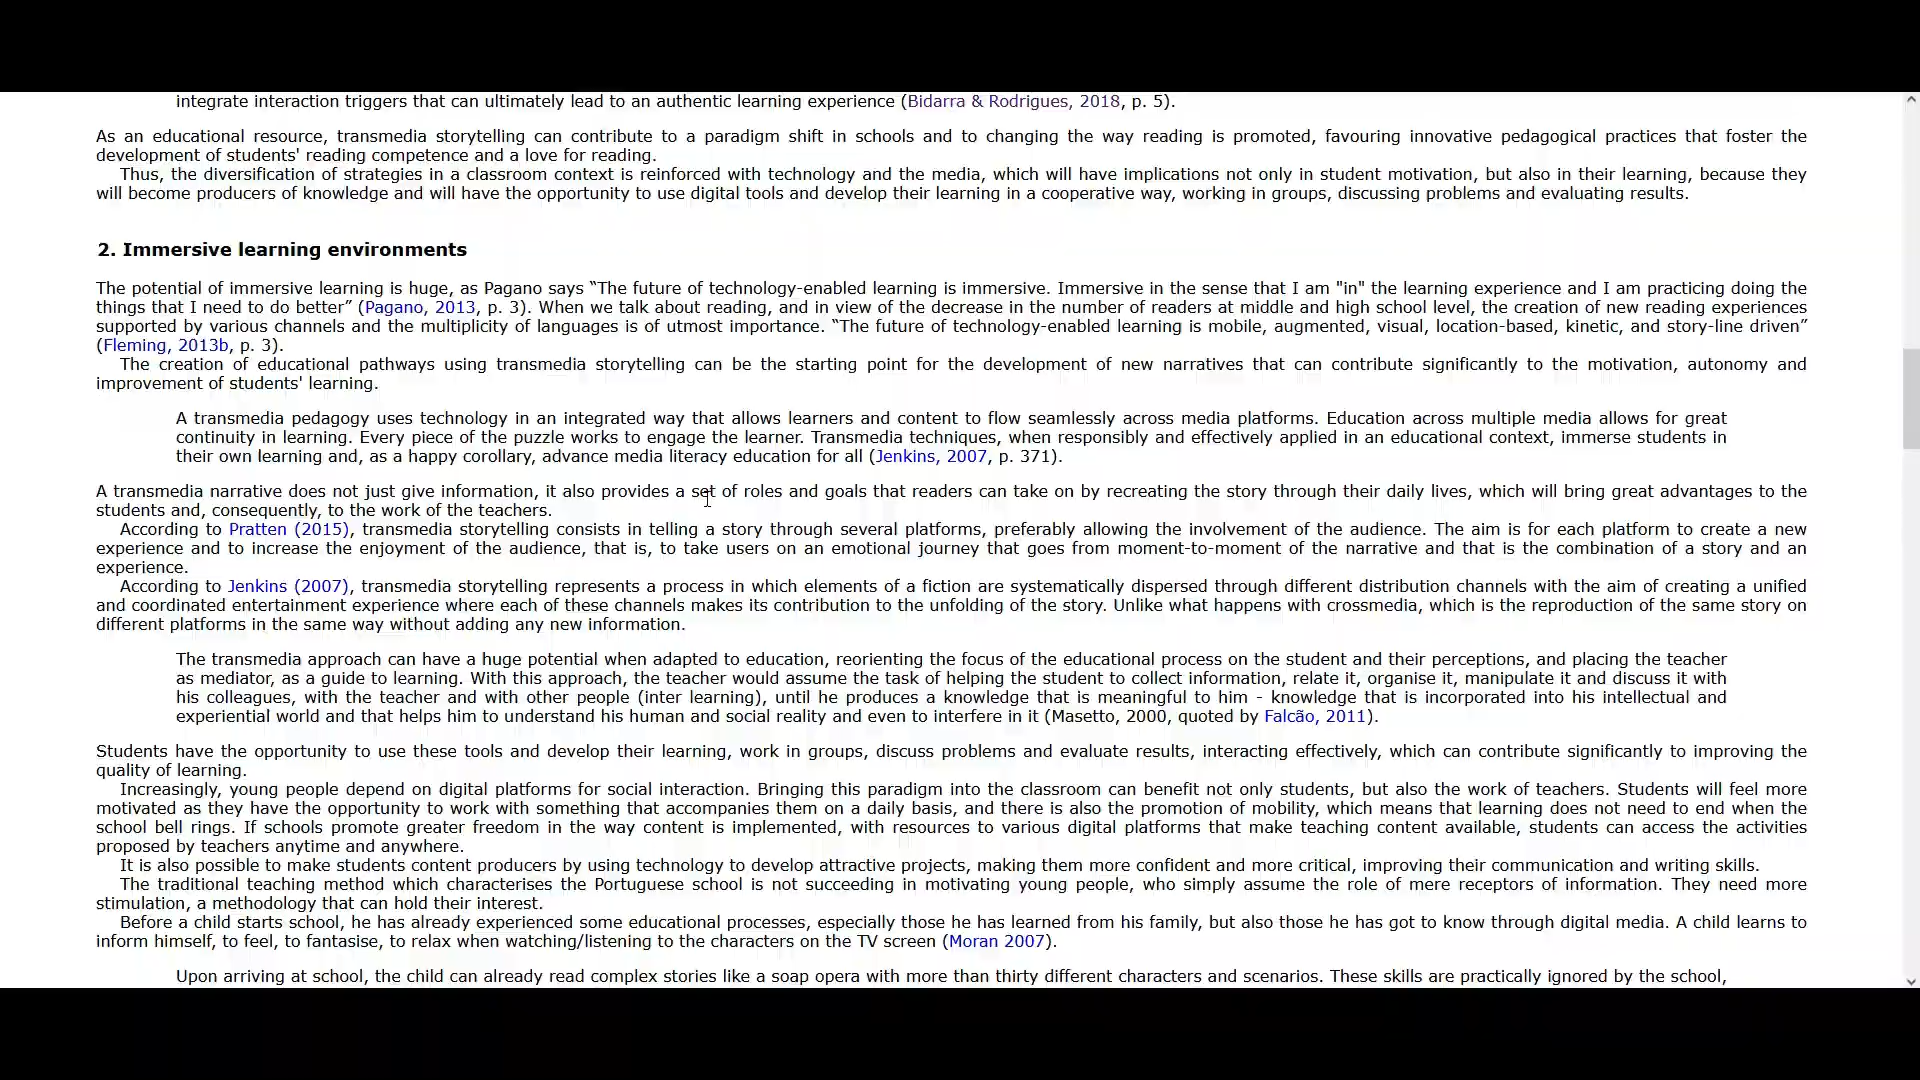 integrate interaction triggers that can ultimately lead to an authentic learning experience (Bidarra & Rodrigues, 2018, p. 5).
As an educational resource, transmedia storytelling can contribute to a paradigm shift in schools and to changing the way reading is promoted, favouring innovative pedagogical practices that foster the
development of students' reading competence and a love for reading.
Thus, the diversification of strategies in a classroom context is reinforced with technology and the media, which will have implications not only in student motivation, but also in their learning, because they
will become producers of knowledge and will have the opportunity to use digital tools and develop their learning in a cooperative way, working in groups, discussing problems and evaluating results.
2. Immersive learning environments
The potential of immersive learning is huge, as Pagano says “The future of technology-enabled learning is immersive. Immersive in the sense that I am "in" the learning experience and I am practicing doing the
things that I need to do better” (Pagano, 2013, p. 3). When we talk about reading, and in view of the decrease in the number of readers at middle and high school level, the creation of new reading experiences
supported by various channels and the multiplicity of languages is of utmost importance. “The future of technology-enabled learning is mobile, augmented, visual, location-based, kinetic, and story-line driven”
(Fleming, 2013b, p. 3).
The creation of educational pathways using transmedia storytelling can be the starting point for the development of new narratives that can contribute significantly to the motivation, autonomy and
improvement of students' learning.
A transmedia pedagogy uses technology in an integrated way that allows learners and content to flow seamlessly across media platforms. Education across multiple media allows for great
continuity in learning. Every piece of the puzzle works to engage the learner. Transmedia techniques, when responsibly and effectively applied in an educational context, immerse students in
their own learning and, as a happy corollary, advance media literacy education for all (Jenkins, 2007, p. 371).
A transmedia narrative does not just give information, it also provides a set of roles and goals that readers can take on by recreating the story through their daily lives, which will bring great advantages to the
students and, consequently, to the work of the teachers.
According to Pratten (2015), transmedia storytelling consists in telling a story through several platforms, preferably allowing the involvement of the audience. The aim is for each platform to create a new
experience and to increase the enjoyment of the audience, that is, to take users on an emotional journey that goes from moment-to-moment of the narrative and that is the combination of a story and an
experience.
According to Jenkins (2007), transmedia storytelling represents a process in which elements of a fiction are systematically dispersed through different distribution channels with the aim of creating a unified
and coordinated entertainment experience where each of these channels makes its contribution to the unfolding of the story. Unlike what happens with crossmedia, which is the reproduction of the same story on
different platforms in the same way without adding any new information.
The transmedia approach can have a huge potential when adapted to education, reorienting the focus of the educational process on the student and their perceptions, and placing the teacher
as mediator, as a guide to learning. With this approach, the teacher would assume the task of helping the student to collect information, relate it, organise it, manipulate it and discuss it with
his colleagues, with the teacher and with other people (inter learning), until he produces a knowledge that is meaningful to him - knowledge that is incorporated into his intellectual and
experiential world and that helps him to understand his human and social reality and even to interfere in it (Masetto, 2000, quoted by Falcão, 2011).
Students have the opportunity to use these tools and develop their learning, work in groups, discuss problems and evaluate results, interacting effectively, which can contribute significantly to improving the
quality of learning.
Increasingly, young people depend on digital platforms for social interaction. Bringing this paradigm into the classroom can benefit not only students, but also the work of teachers. Students will feel more
motivated as they have the opportunity to work with something that accompanies them on a daily basis, and there is also the promotion of mobility, which means that learning does not need to end when the
school bell rings. If schools promote greater freedom in the way content is implemented, with resources to various digital platforms that make teaching content available, students can access the activities
proposed by teachers anytime and anywhere.
It is also possible to make students content producers by using technology to develop attractive projects, making them more confident and more critical, improving their communication and writing skills.
The traditional teaching method which characterises the Portuguese school is not succeeding in motivating young people, who simply assume the role of mere receptors of information. They need more
stimulation, a methodology that can hold their interest.
Before a child starts school, he has already experienced some educational processes, especially those he has learned from his family, but also those he has got to know through digital media. A child learns to
inform himself, to feel, to fantasise, to relax when watching/listening to the characters on the TV screen (Moran 2007).
Upon arriving at school, the child can already read complex stories like a soap opera with more than thirty different characters and scenarios. These skills are practically ignored by the school,